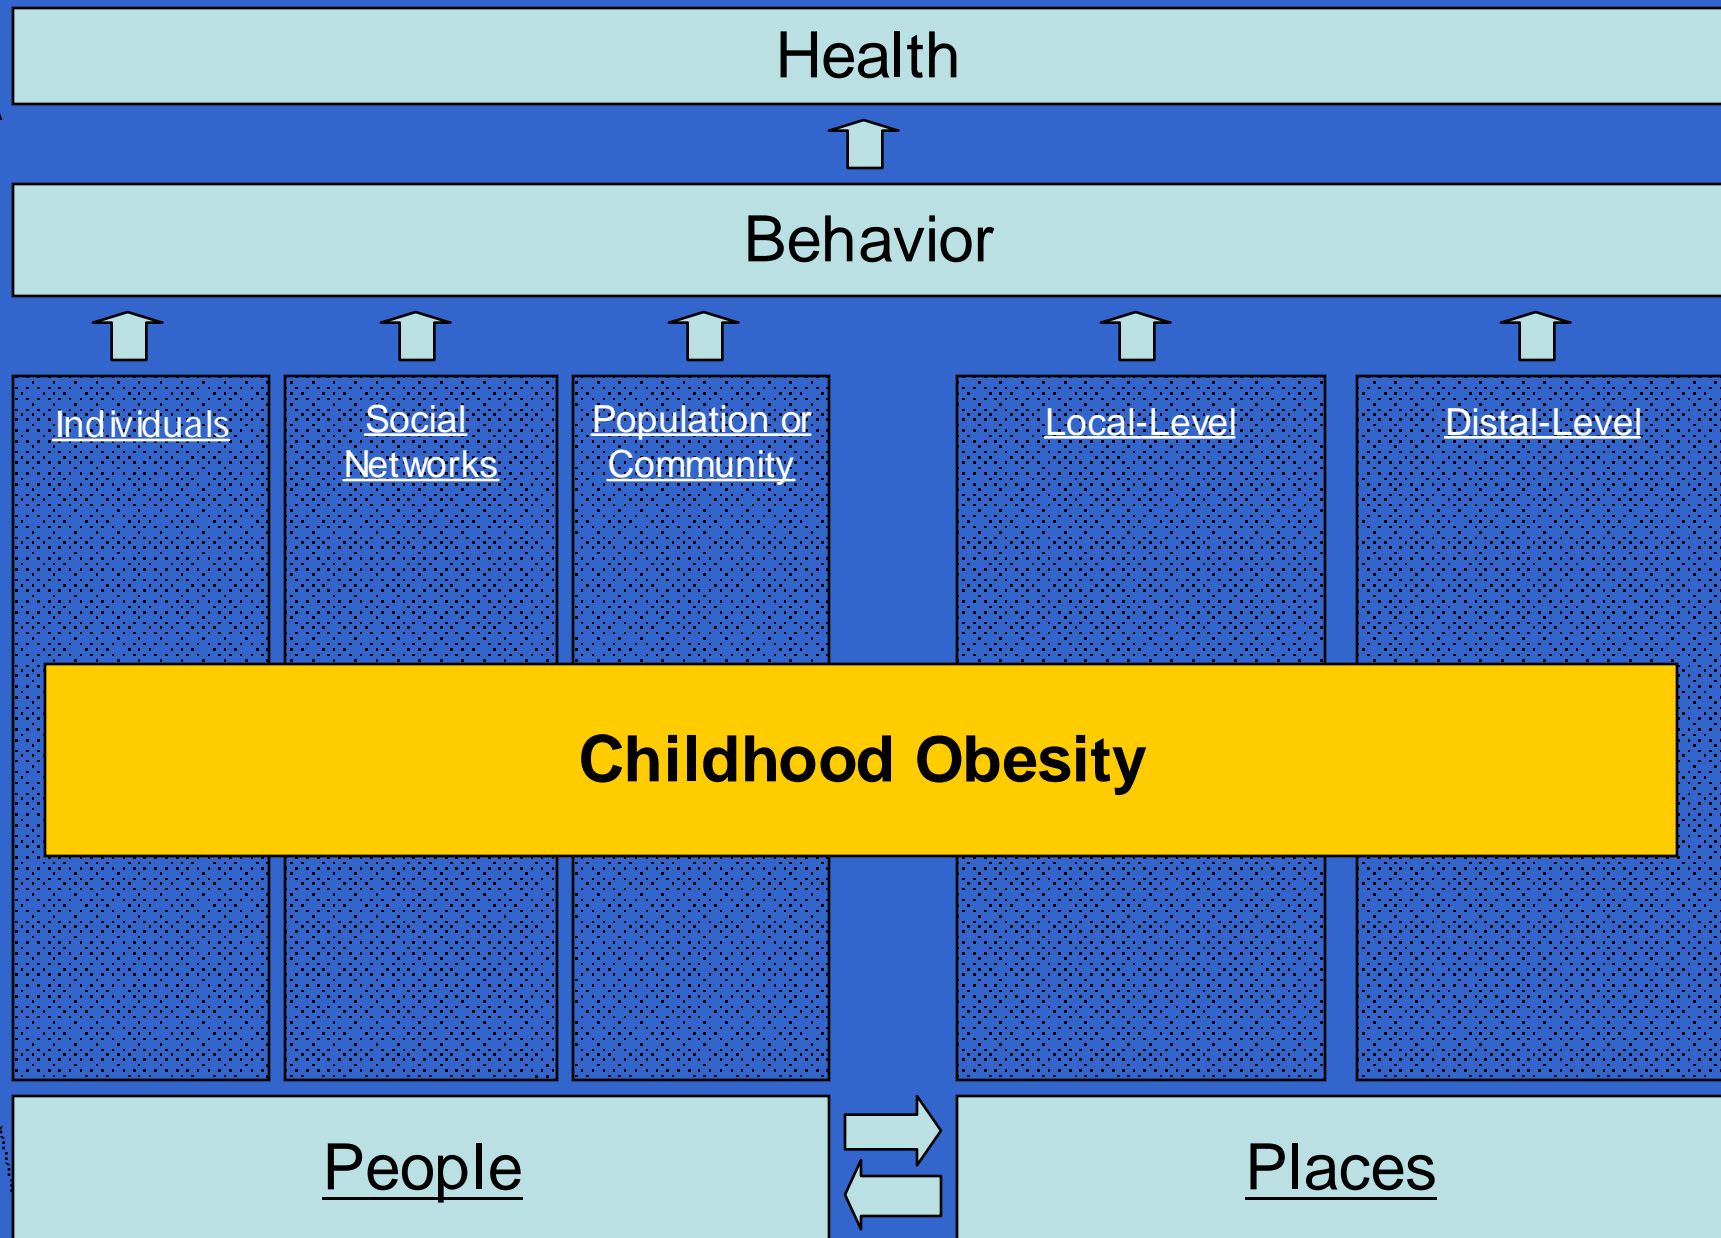 Health
Behavior
Individuals
Social
Networks
Population or
Community
Local-Level
Distal-Level
Childhood Obesity
People
Places